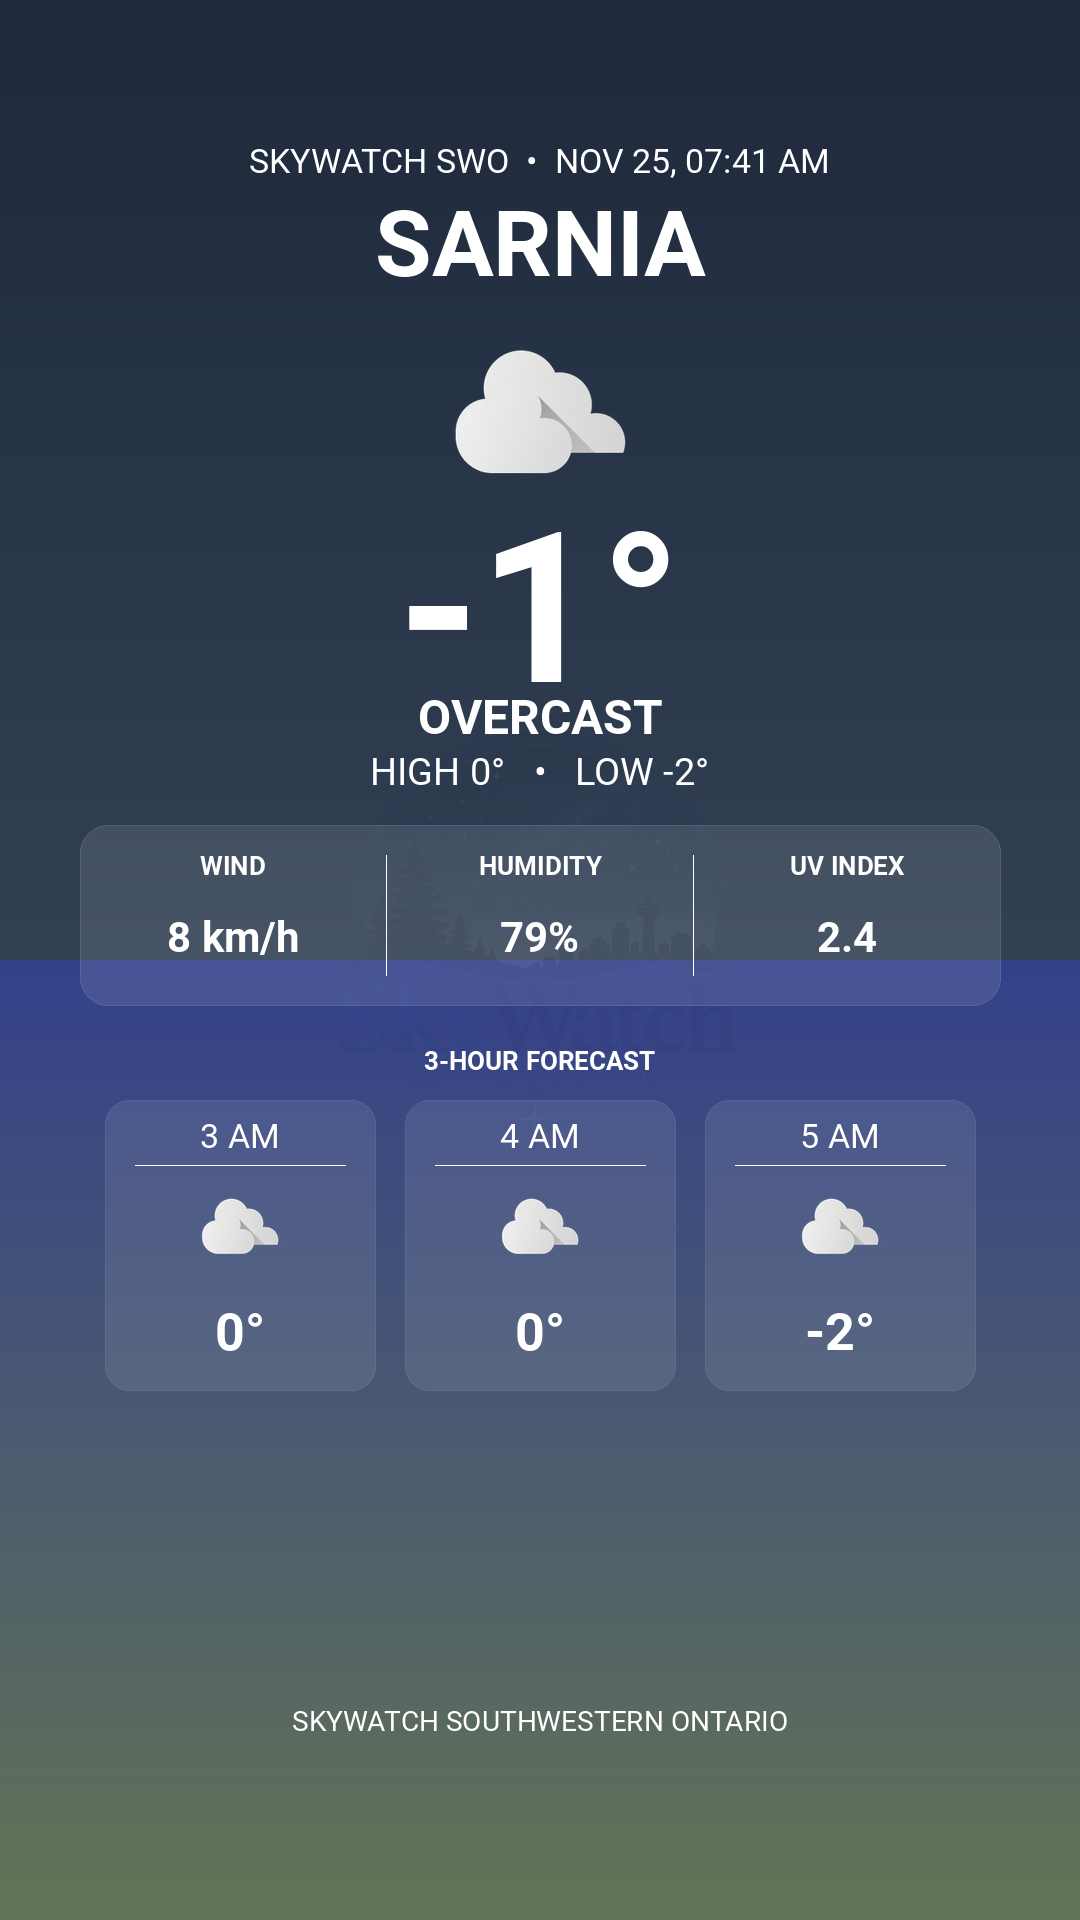 SKYWATCH SWO • NOV 25, 07:41 AM
SARNIA
-1°
OVERCAST
HIGH 0° • LOW -2°
WIND HUMIDITY UV INDEX
8 km/h 79% 2.4
SkyWatch
3-HOUR FORECAST
3 AM 4 AM 5 AM
0° 0° -2°
SKYWATCH SOUTHWESTERN ONTARIO